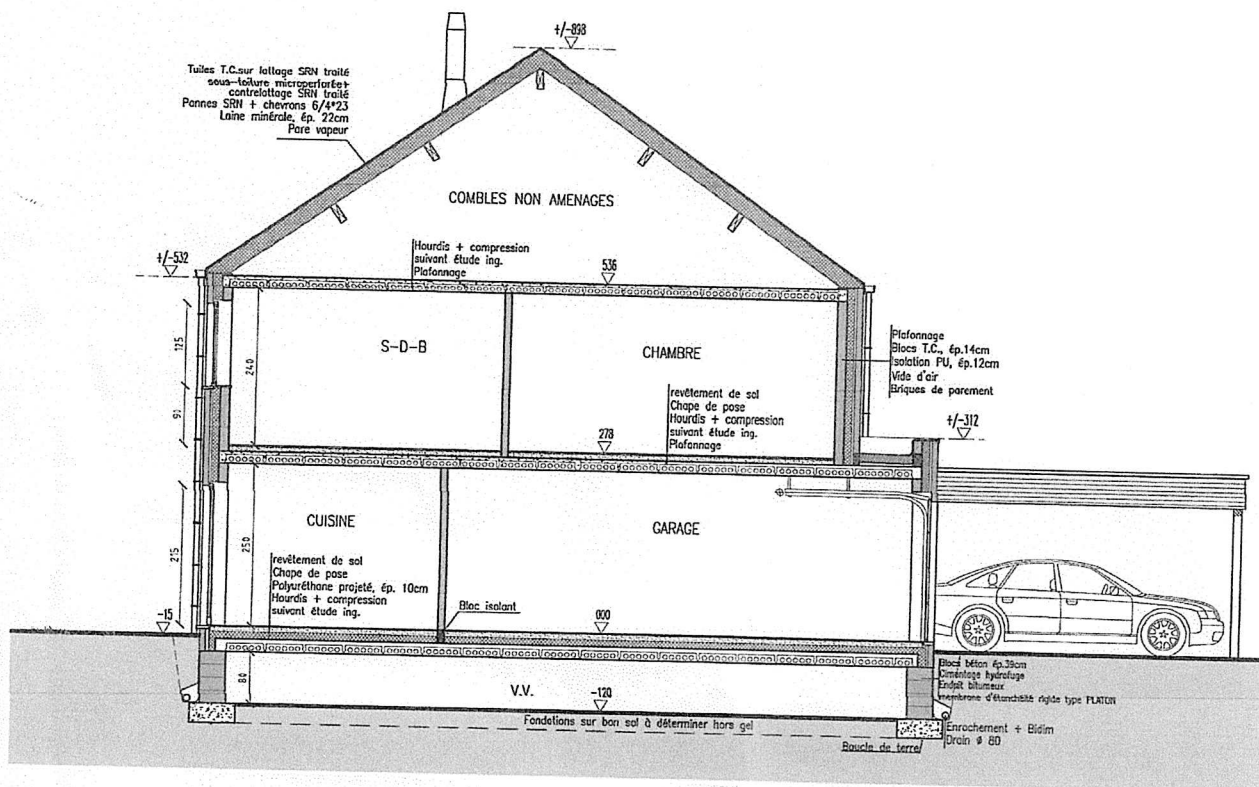 +/-898
Tuiles T.C.sur lattage SRN traité
sous-toiture microperforée+
contrelattage SRN traité
Pannes SRN + chevrons 6/4*23
Laine minérale, ép. 22cm
Pare vapeur
COMBLES NON AMENAGES
+/-532
Hourdis + compression
suivant étude ing.
Plafonnage
536
125
240
S-D-B
CHAMBRE
Plafonnage
Blocs T.C., ép.14cm
Isolation PU, ép.12cm
Vide d'air
Briques de parement
90
revêtement de sol
Chape de pose
Hourdis + compression
suivant étude ing.
Plafonnage
278
+/-312
215
250
CUISINE
GARAGE
revêtement de sol
Chape de pose
Polyuréthane projeté, ép. 10cm
Hourdis + compression
suivant étude ing.
Bloc isolant
000
-15
80
V.V.
-120
Blocs béton ép.39cm
Cimentage hydrofuge
Enduit bitumeux
membrane d'étanchéité rigide type PLATON
Fondations sur bon sol à déterminer hors gel
Enrochement + Bidim
Drain ø 80
Boucle de terre